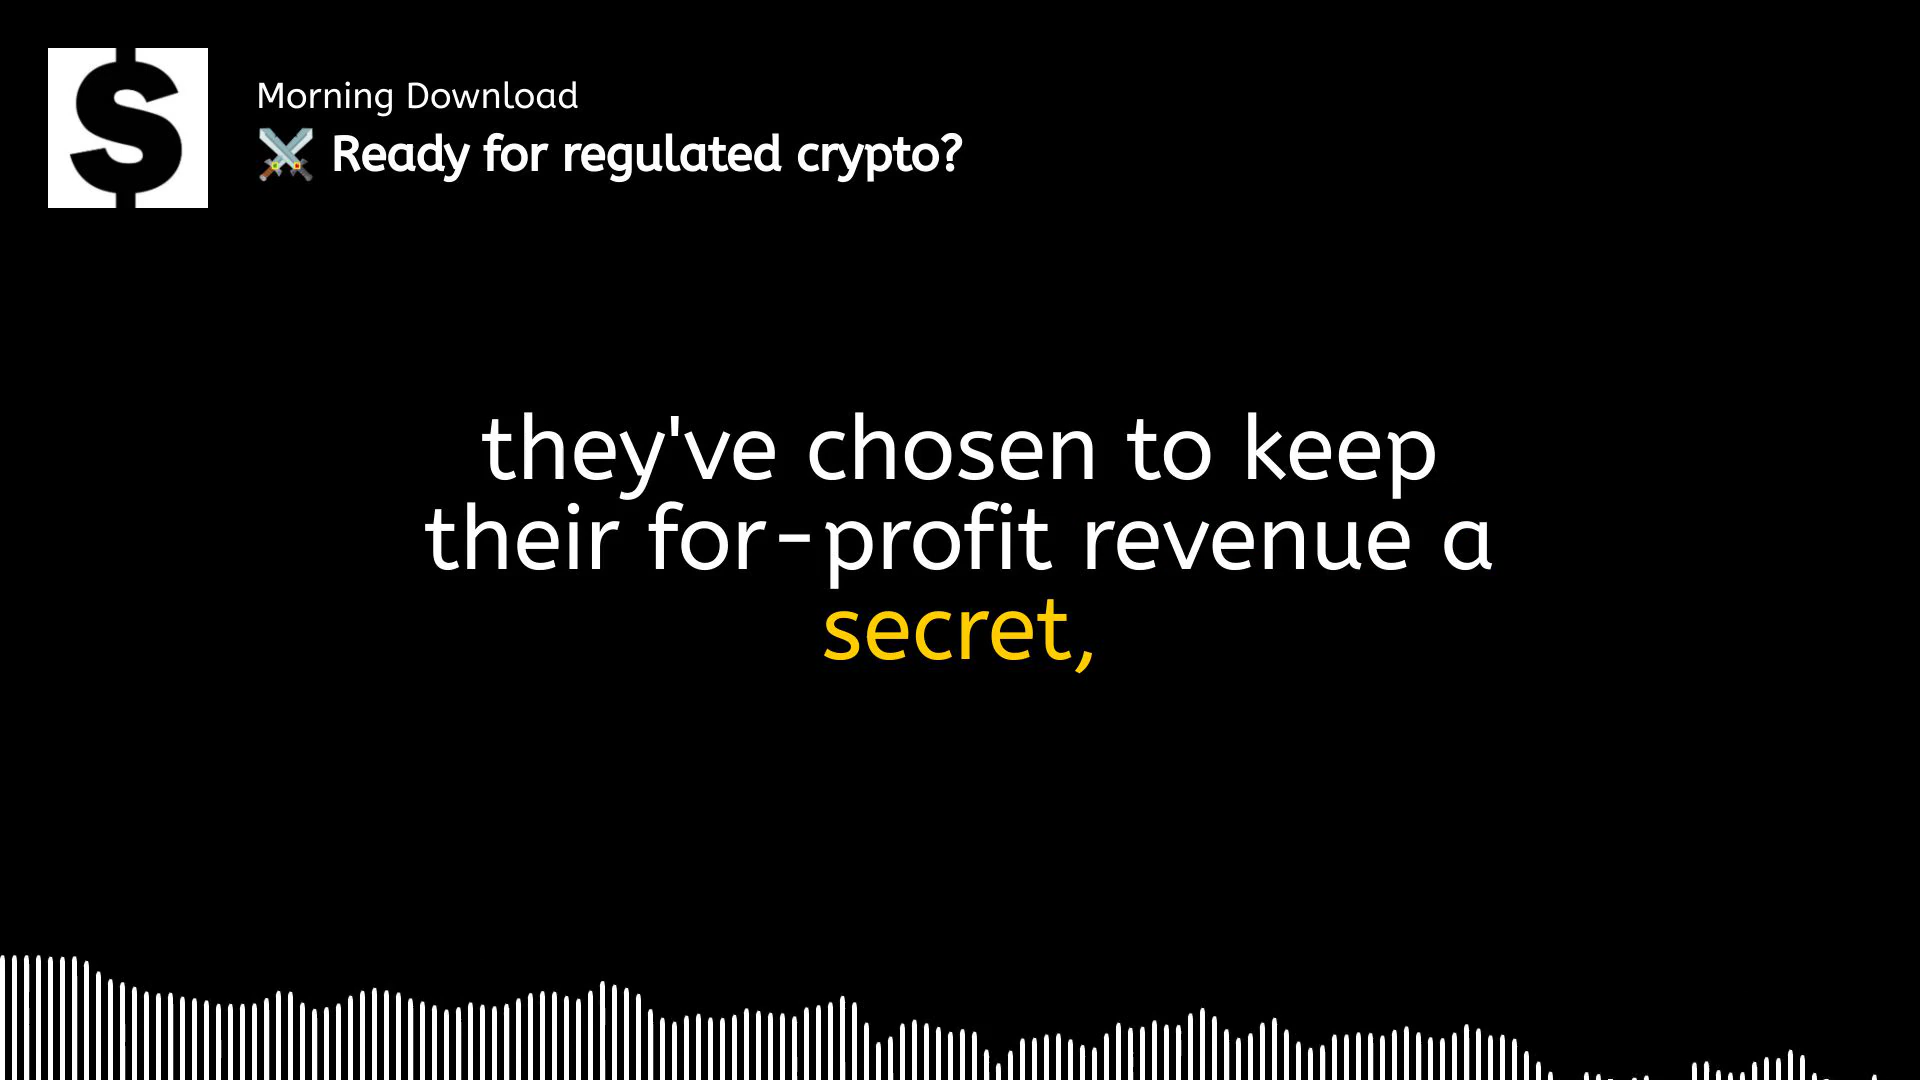 $
Morning Download
⚔️ Ready for regulated crypto?
they've chosen to keep
their for-profit revenue a
secret,